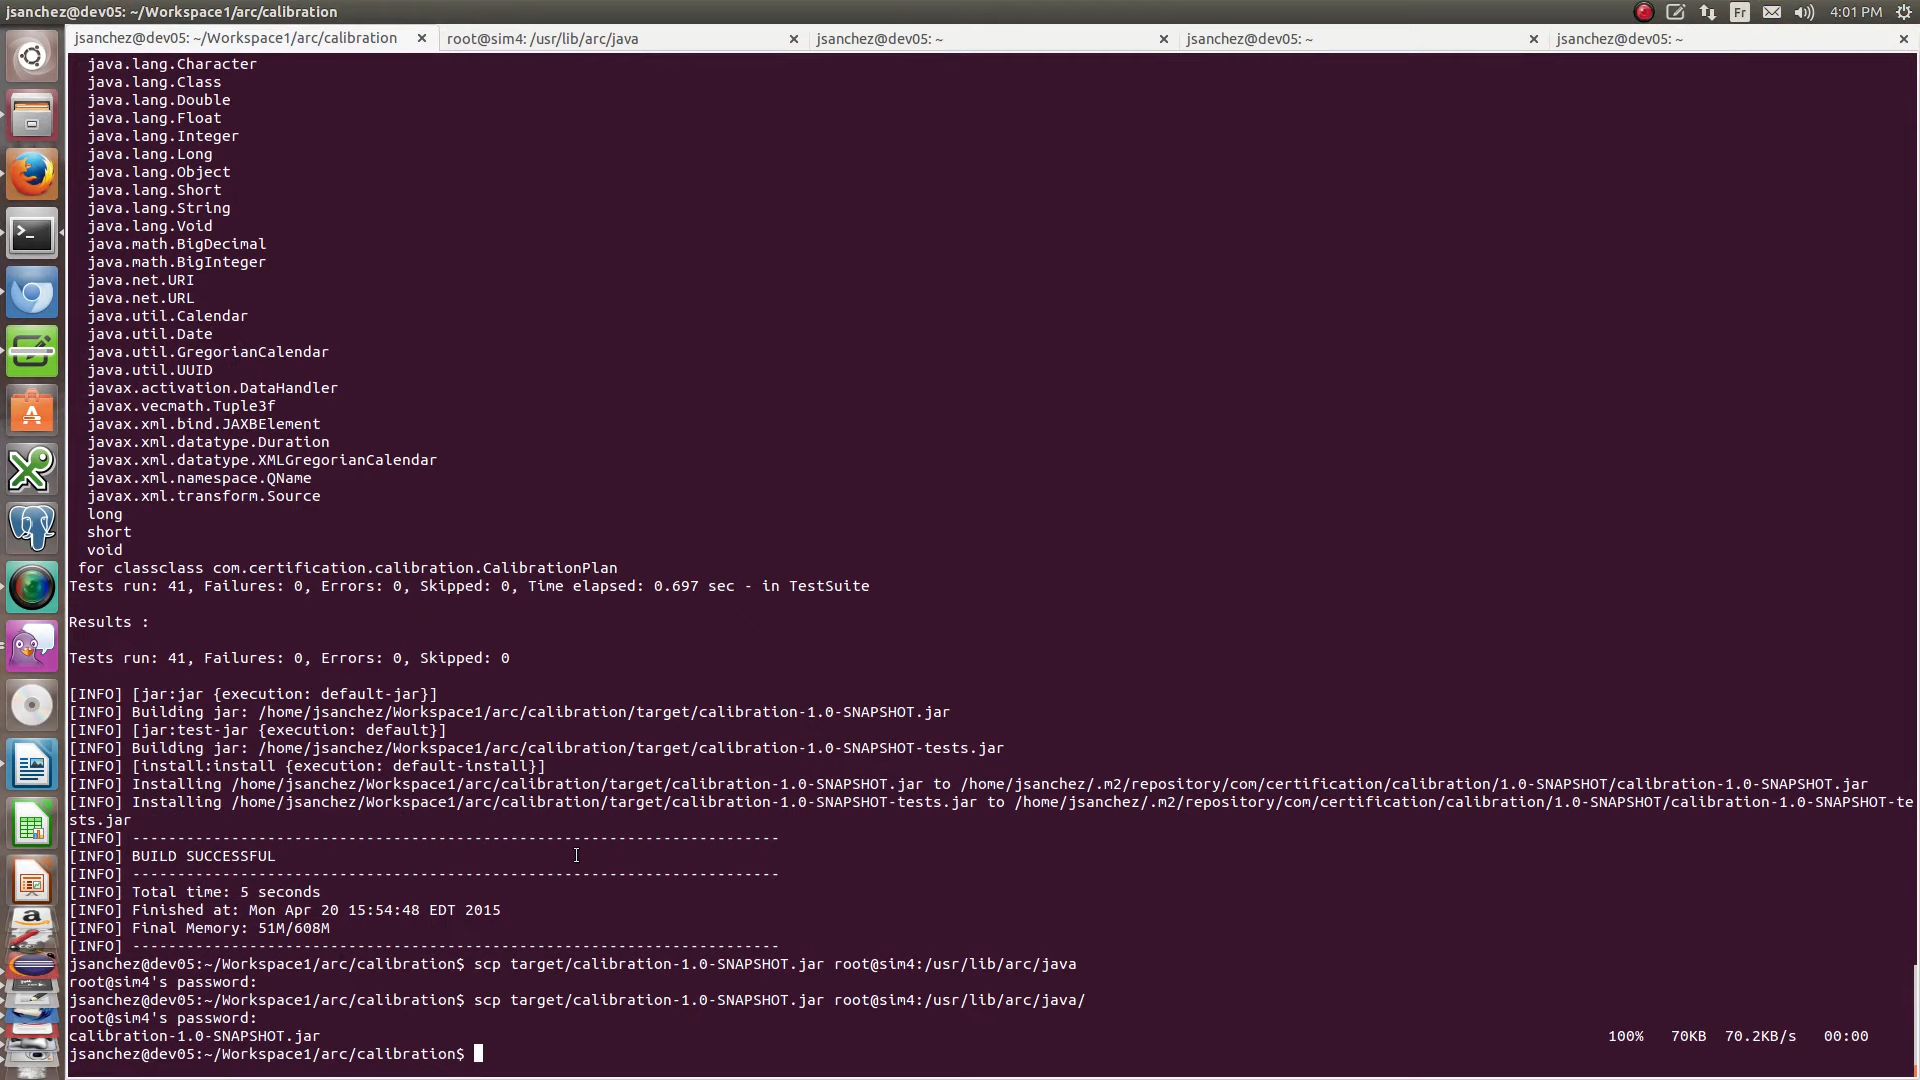 jsanchez@dev05: ~/Workspace1/arc/calibration
Fr
4:01 PM
jsanchez@dev05: ~/Workspace1/arc/calibration
root@sim4: /usr/lib/arc/java
jsanchez@dev05: ~
jsanchez@dev05: ~
jsanchez@dev05: ~
java.lang.Character
java.lang.Class
java.lang.Double
java.lang.Float
java.lang.Integer
java.lang.Long
java.lang.Object
java.lang.Short
java.lang.String
java.lang.Void
java.math.BigDecimal
java.math.BigInteger
java.net.URI
java.net.URL
java.util.Calendar
java.util.Date
java.util.GregorianCalendar
java.util.UUID
javax.activation.DataHandler
javax.vecmath.Tuple3f
javax.xml.bind.JAXBElement
javax.xml.datatype.Duration
javax.xml.datatype.XMLGregorianCalendar
javax.xml.namespace.QName
javax.xml.transform.Source
long
short
void
for classclass com.certification.calibration.CalibrationPlan
Tests run: 41, Failures: 0, Errors: 0, Skipped: 0, Time elapsed: 0.697 sec - in TestSuite
Results :
Tests run: 41, Failures: 0, Errors: 0, Skipped: 0
[INFO] [jar:jar {execution: default-jar}]
[INFO] Building jar: /home/jsanchez/Workspace1/arc/calibration/target/calibration-1.0-SNAPSHOT.jar
[INFO] [jar:test-jar {execution: default}]
[INFO] Building jar: /home/jsanchez/Workspace1/arc/calibration/target/calibration-1.0-SNAPSHOT-tests.jar
[INFO] [install:install {execution: default-install}]
[INFO] Installing /home/jsanchez/Workspace1/arc/calibration/target/calibration-1.0-SNAPSHOT.jar to /home/jsanchez/.m2/repository/com/certification/calibration/1.0-SNAPSHOT/calibration-1.0-SNAPSHOT.jar
[INFO] Installing /home/jsanchez/Workspace1/arc/calibration/target/calibration-1.0-SNAPSHOT-tests.jar to /home/jsanchez/.m2/repository/com/certification/calibration/1.0-SNAPSHOT/calibration-1.0-SNAPSHOT-te
sts.jar
[INFO] ------------------------------------------------------------------------
[INFO] BUILD SUCCESSFUL
[INFO] ------------------------------------------------------------------------
[INFO] Total time: 5 seconds
[INFO] Finished at: Mon Apr 20 15:54:48 EDT 2015
[INFO] Final Memory: 51M/608M
[INFO] ------------------------------------------------------------------------
jsanchez@dev05:~/Workspace1/arc/calibration$ scp target/calibration-1.0-SNAPSHOT.jar root@sim4:/usr/lib/arc/java
root@sim4's password:
jsanchez@dev05:~/Workspace1/arc/calibration$ scp target/calibration-1.0-SNAPSHOT.jar root@sim4:/usr/lib/arc/java/
root@sim4's password:
calibration-1.0-SNAPSHOT.jar 100% 70KB 70.2KB/s 00:00
jsanchez@dev05:~/Workspace1/arc/calibration$